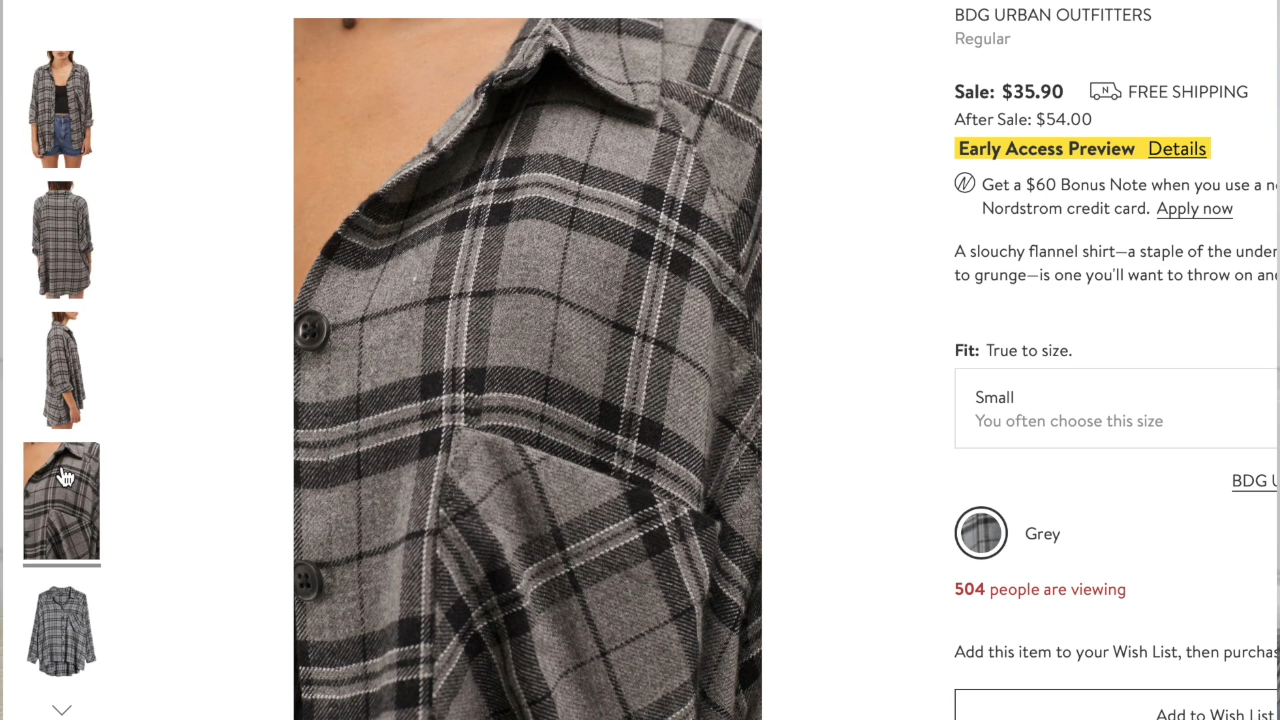 BDG URBAN OUTFITTERS
Regular
Sale: $35.90 FREE SHIPPING
After Sale: $54.00
Early Access Preview Details
Get a $60 Bonus Note when you use a
Nordstrom credit card. Apply now
A slouchy flannel shirt—a staple of the
to grunge—is one you'll want to throw on
Fit: True to size.
Small
You often choose this size
BDG
Grey
504 people are viewing
Add this item to your Wish List, then
Add to Wish List